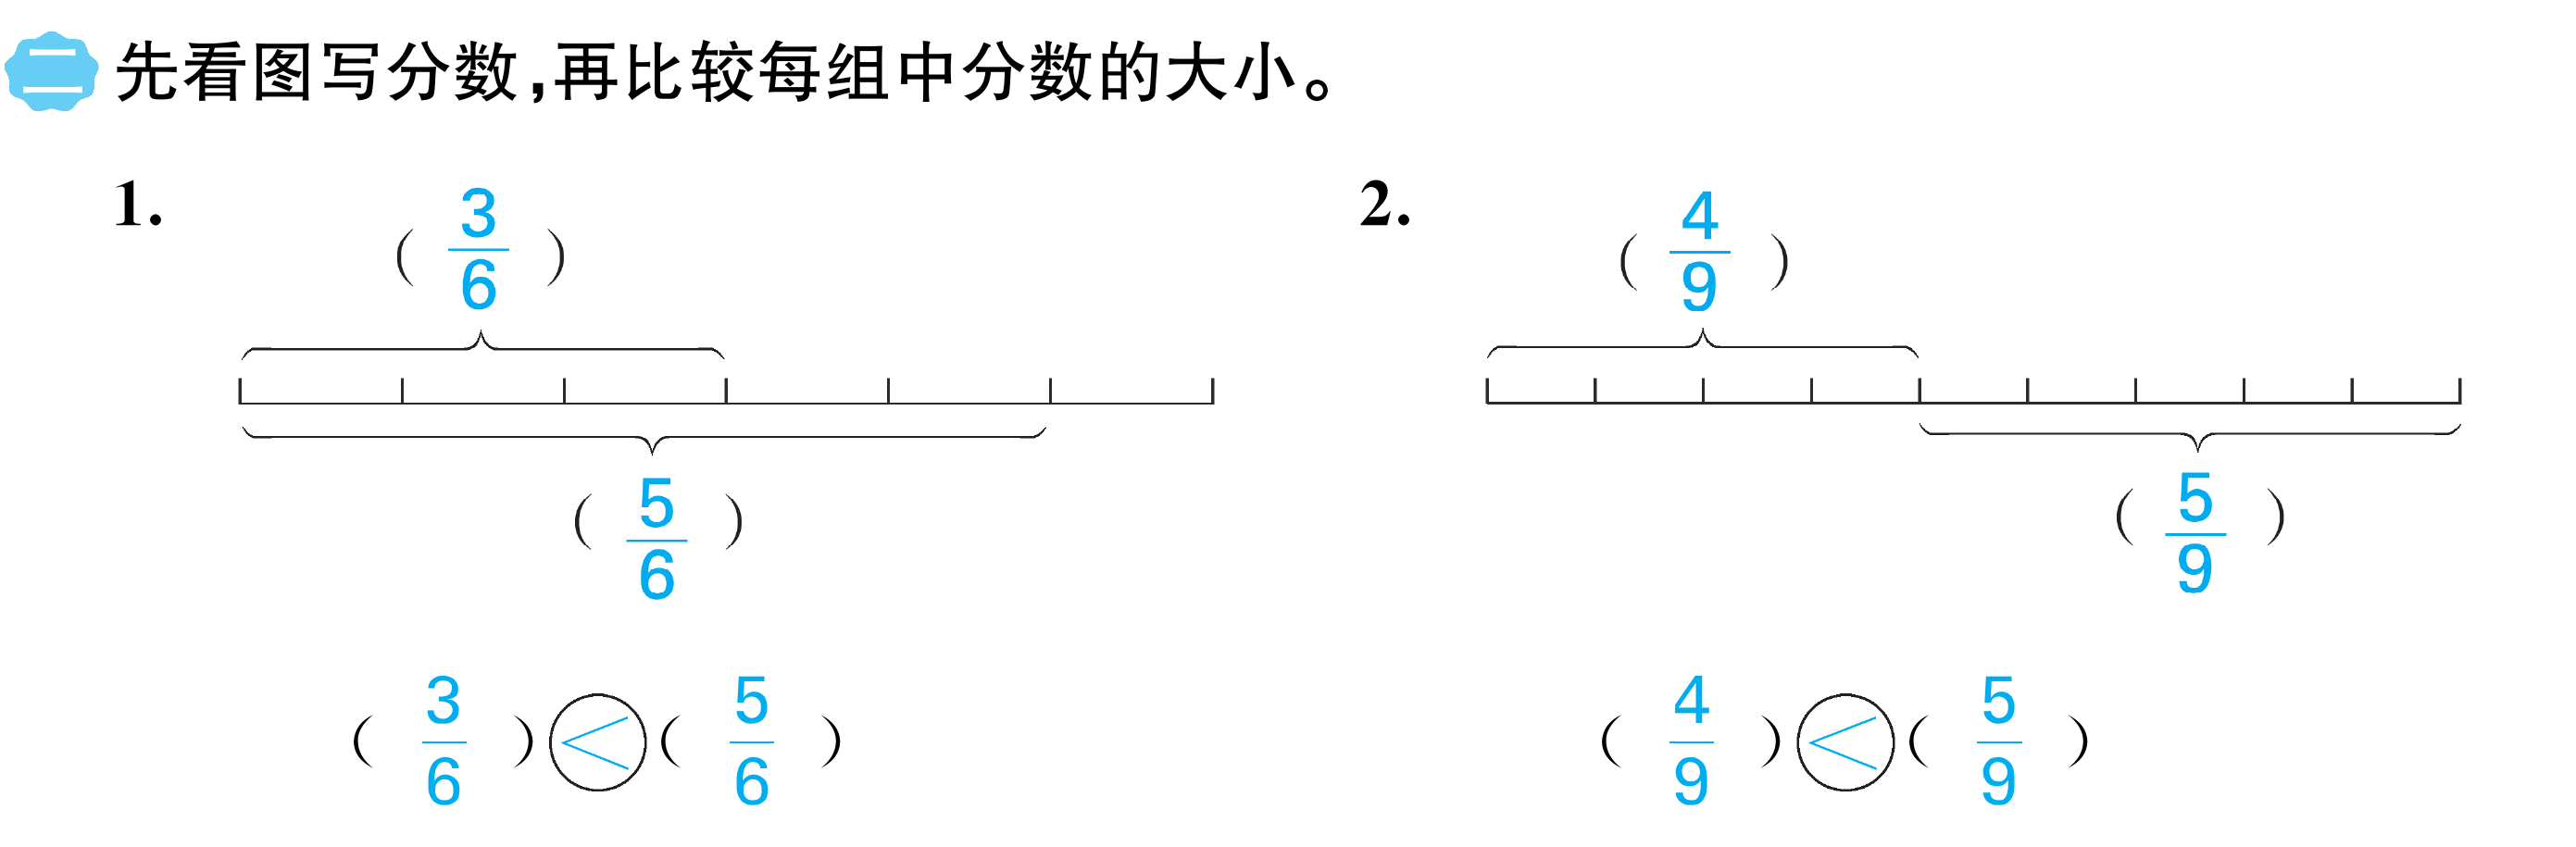 二 先看图写分数,再比较每组中分数的大小。
1. ( 3/6 )
( 5/6 )
( 3/6 ) < ( 5/6 )
2. ( 4/9 )
( 5/9 )
( 4/9 ) < ( 5/9 )